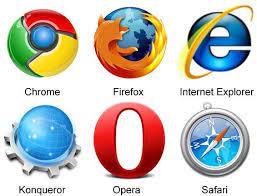 Chrome Firefox Internet Explorer
Konqueror Opera Safari